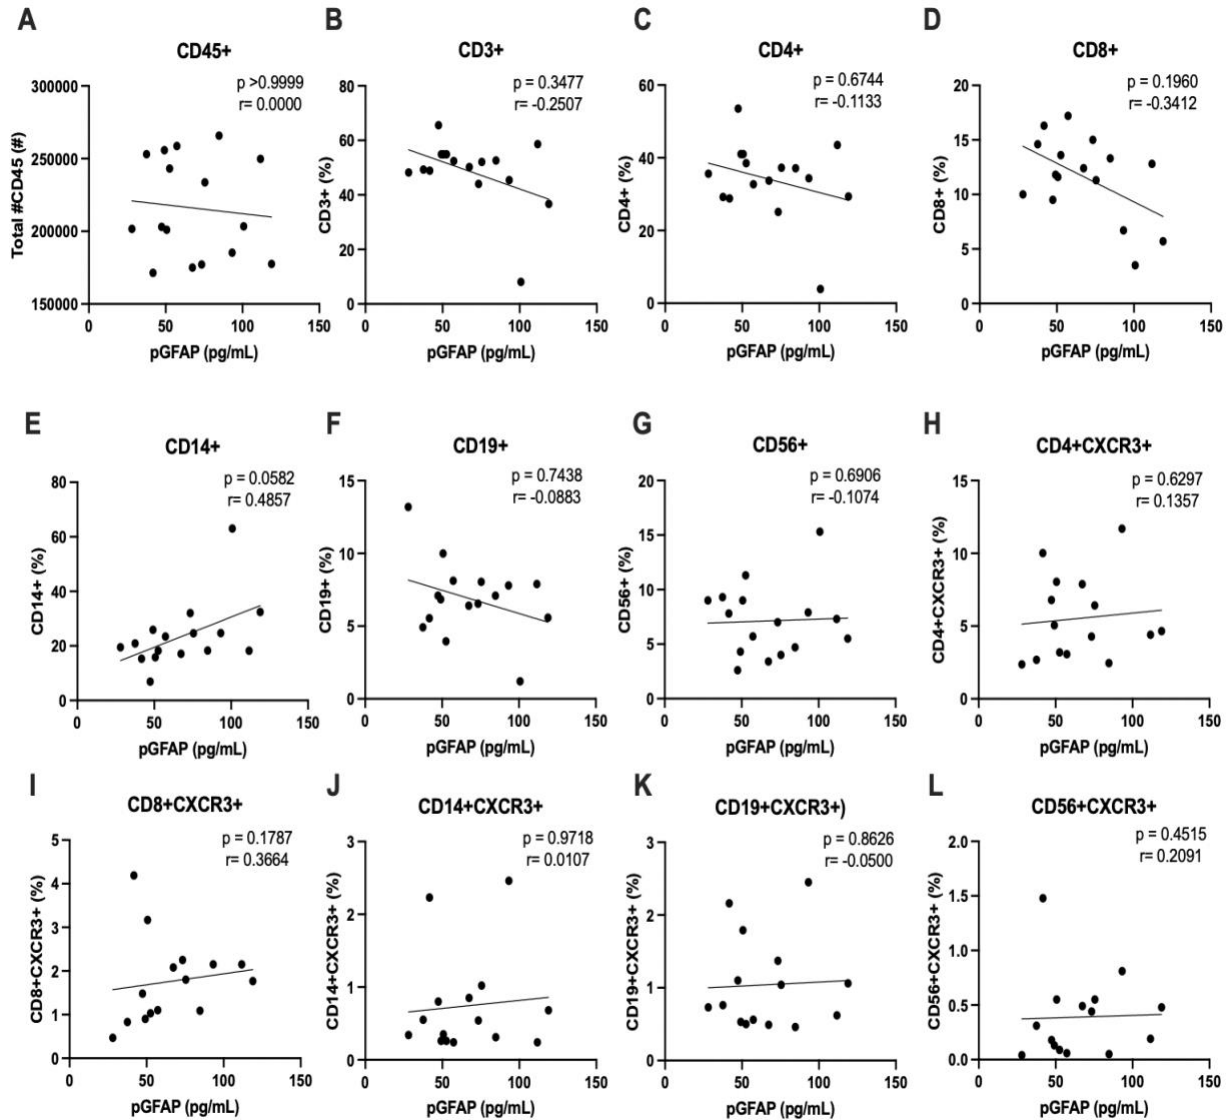 A
CD45+
p >0.9999
r= 0.0000
Total #CD45 (#)
300000
250000
200000
150000
0
50
100
150
pGFAP (pg/mL)
B
CD3+
p = 0.3477
r= -0.2507
CD3+ (%)
80
60
40
20
0
0
50
100
150
pGFAP (pg/mL)
C
CD4+
p = 0.6744
r= -0.1133
CD4+ (%)
60
40
20
0
0
50
100
150
pGFAP (pg/mL)
D
CD8+
p = 0.1960
r= -0.3412
CD8+ (%)
20
15
10
5
0
0
50
100
150
pGFAP (pg/mL)
E
CD14+
p = 0.0582
r= 0.4857
CD14+ (%)
80
60
40
20
0
0
50
100
150
pGFAP (pg/mL)
F
CD19+
p = 0.7438
r= -0.0883
CD19+ (%)
15
10
5
0
0
50
100
150
pGFAP (pg/mL)
G
CD56+
p = 0.6906
r= -0.1074
CD56+ (%)
20
15
10
5
0
0
50
100
150
pGFAP (pg/mL)
H
CD4+CXCR3+
p = 0.6297
r= 0.1357
CD4+CXCR3+ (%)
15
10
5
0
0
50
100
150
pGFAP (pg/mL)
I
CD8+CXCR3+
p = 0.1787
r= 0.3664
CD8+CXCR3+ (%)
5
4
3
2
1
0
0
50
100
150
pGFAP (pg/mL)
J
CD14+CXCR3+
p = 0.9718
r= 0.0107
CD14+CXCR3+ (%)
3
2
1
0
0
50
100
150
pGFAP (pg/mL)
K
CD19+CXCR3+)
p = 0.8626
r= -0.0500
CD19+CXCR3+ (%)
3
2
1
0
0
50
100
150
pGFAP (pg/mL)
L
CD56+CXCR3+
p = 0.4515
r= 0.2091
CD56+CXCR3+ (%)
2.0
1.5
1.0
0.5
0.0
0
50
100
150
pGFAP (pg/mL)